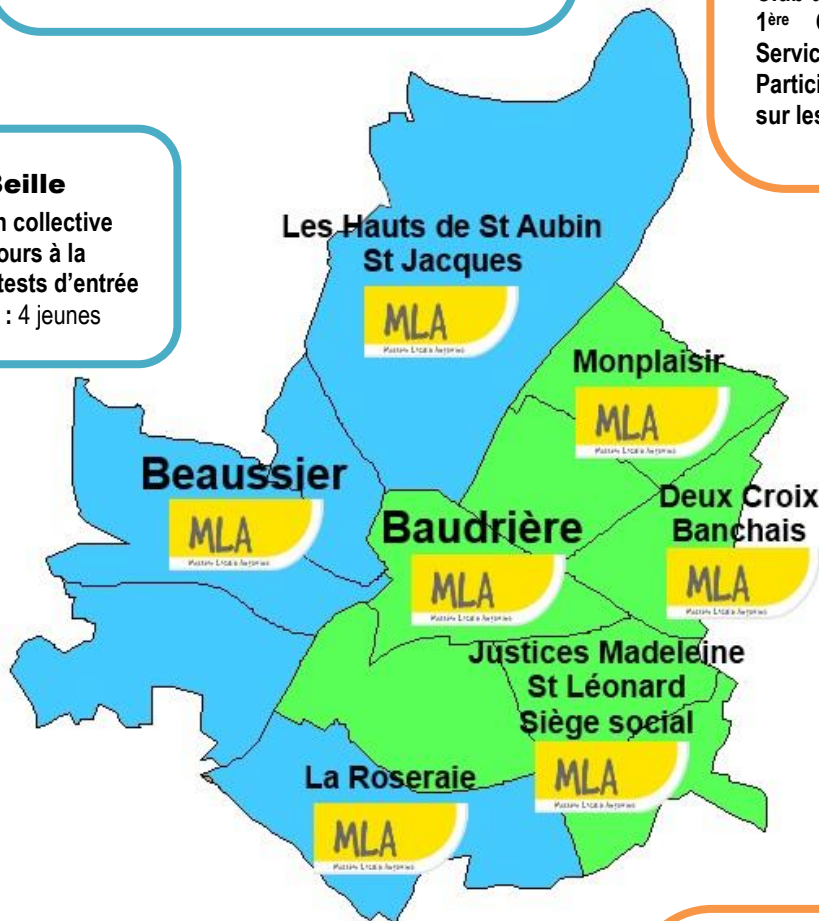 1ère
Servic
Partici
sur les
Beille
n collective
ours à la
tests d'entrée
: 4 jeunes
Les Hauts de St Aubin
St Jacques
MLA
Monplaisir
MLA
Beaussier
MLA
Baudrière
MLA
Deux Croix
Banchais
MLA
Justices Madeleine
St Léonard
Siège social
MLA
La Roseraie
MLA